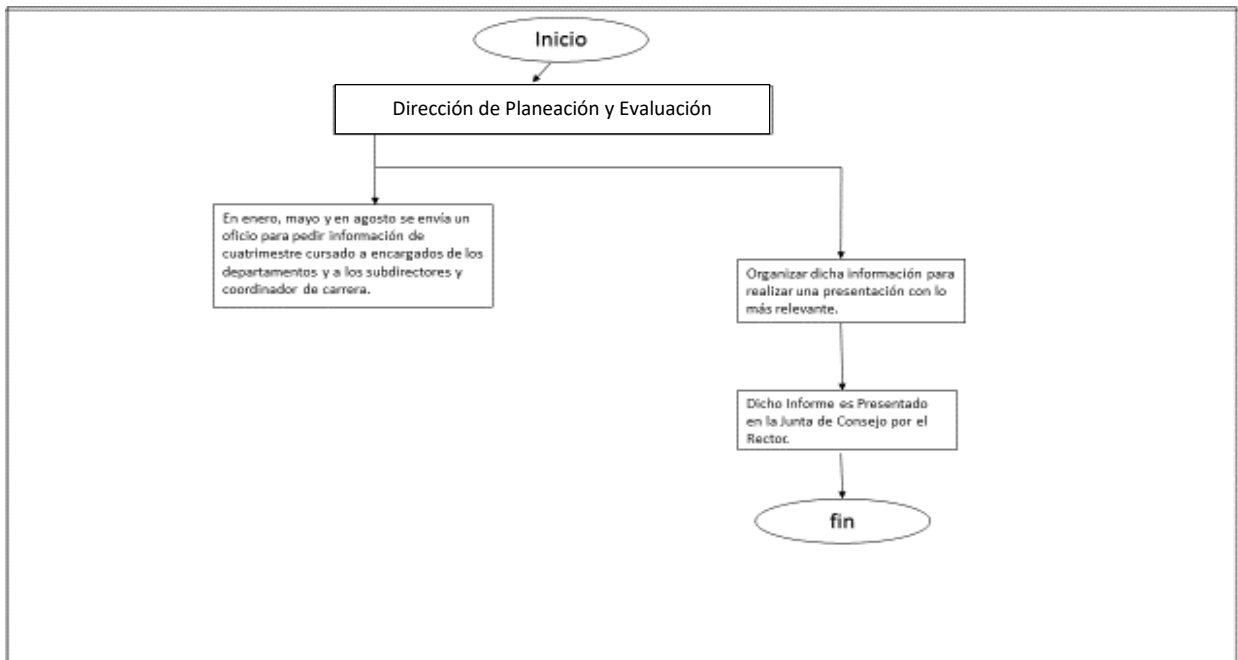 Inicio
Dirección de Planeación y Evaluación
En enero, mayo y en agosto se envía un
oficio para pedir información de
cuatrimestre cursado a encargados de los
departamentos y a los subdirectores y
coordinador de carrera.
Organizar dicha información para
realizar una presentación con lo
más relevante.
Dicho Informe es Presentado
en la Junta de Consejo por el
Rector.
fin